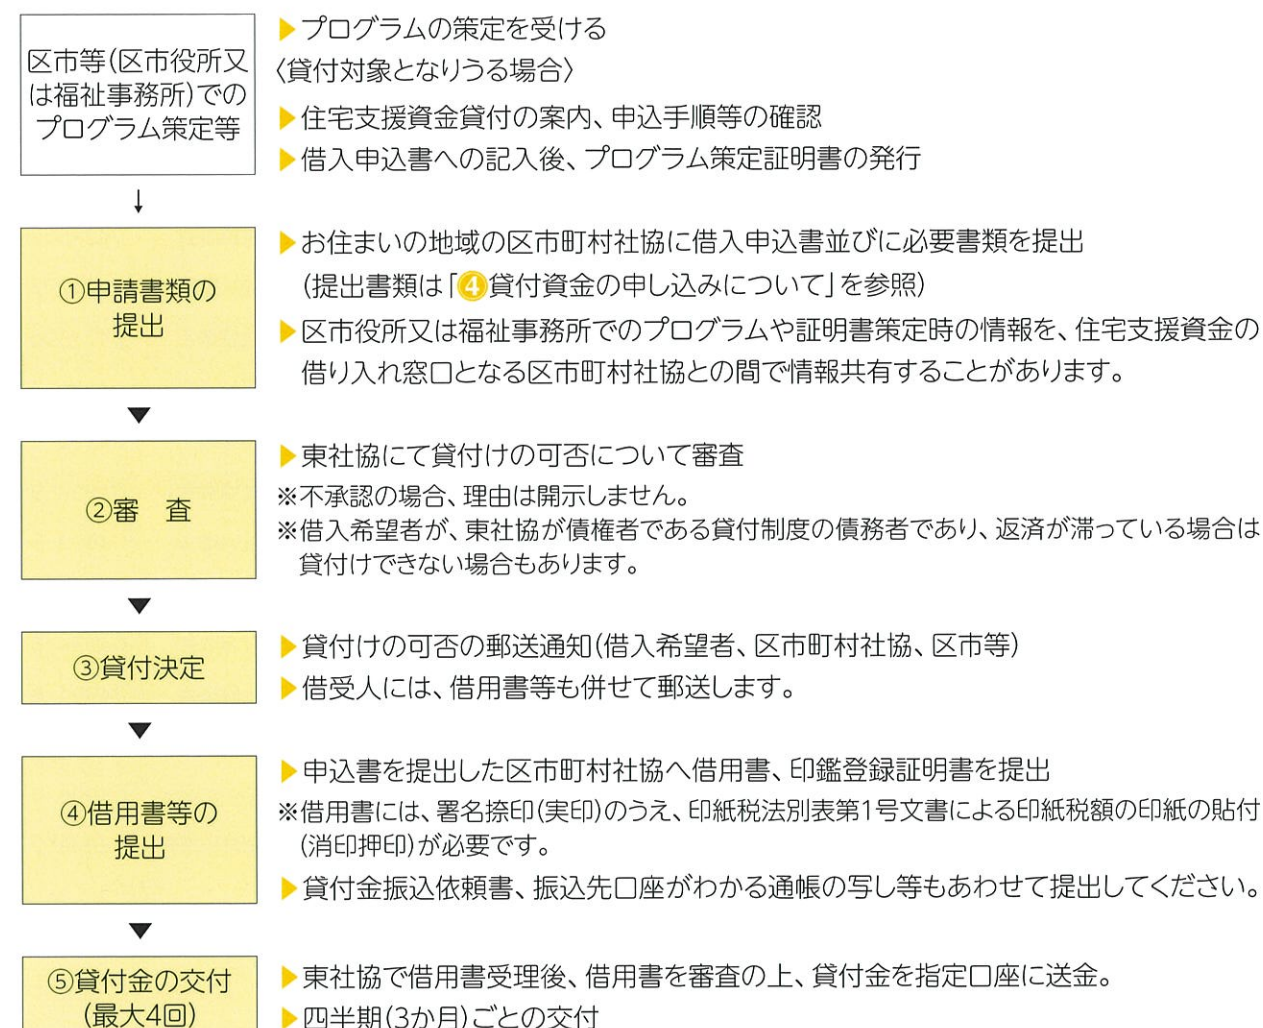 区市等(区市役所又
は福祉事務所)での
プログラム策定等
▶プログラムの策定を受ける
〈貸付対象となりうる場合〉
▶住宅支援資金貸付の案内、申込手順等の確認
▶借入申込書への記入後、プログラム策定証明書の発行
↓
①申請書類の
提出
▶お住まいの地域の区市町村社協に借入申込書並びに必要書類を提出
(提出書類は「❹貸付資金の申し込みについて」を参照)
▶区市役所又は福祉事務所でのプログラムや証明書策定時の情報を、住宅支援資金の
借り入れ窓口となる区市町村社協との間で情報共有することがあります。
▼
②審 査
▶東社協にて貸付けの可否について審査
※不承認の場合、理由は開示しません。
※借入希望者が、東社協が債権者である貸付制度の債務者であり、返済が滞っている場合は
貸付けできない場合もあります。
▼
③貸付決定
▶貸付けの可否の郵送通知(借入希望者、区市町村社協、区市等)
▶借受人には、借用書等も併せて郵送します。
▼
④借用書等の
提出
▶申込書を提出した区市町村社協へ借用書、印鑑登録証明書を提出
※借用書には、署名捺印(実印)のうえ、印紙税法別表第1号文書による印紙税額の印紙の貼付
(消印押印)が必要です。
▶貸付金振込依頼書、振込先口座がわかる通帳の写し等もあわせて提出してください。
▼
⑤貸付金の交付
(最大4回)
▶東社協で借用書受理後、借用書を審査の上、貸付金を指定口座に送金。
▶四半期(3か月)ごとの交付